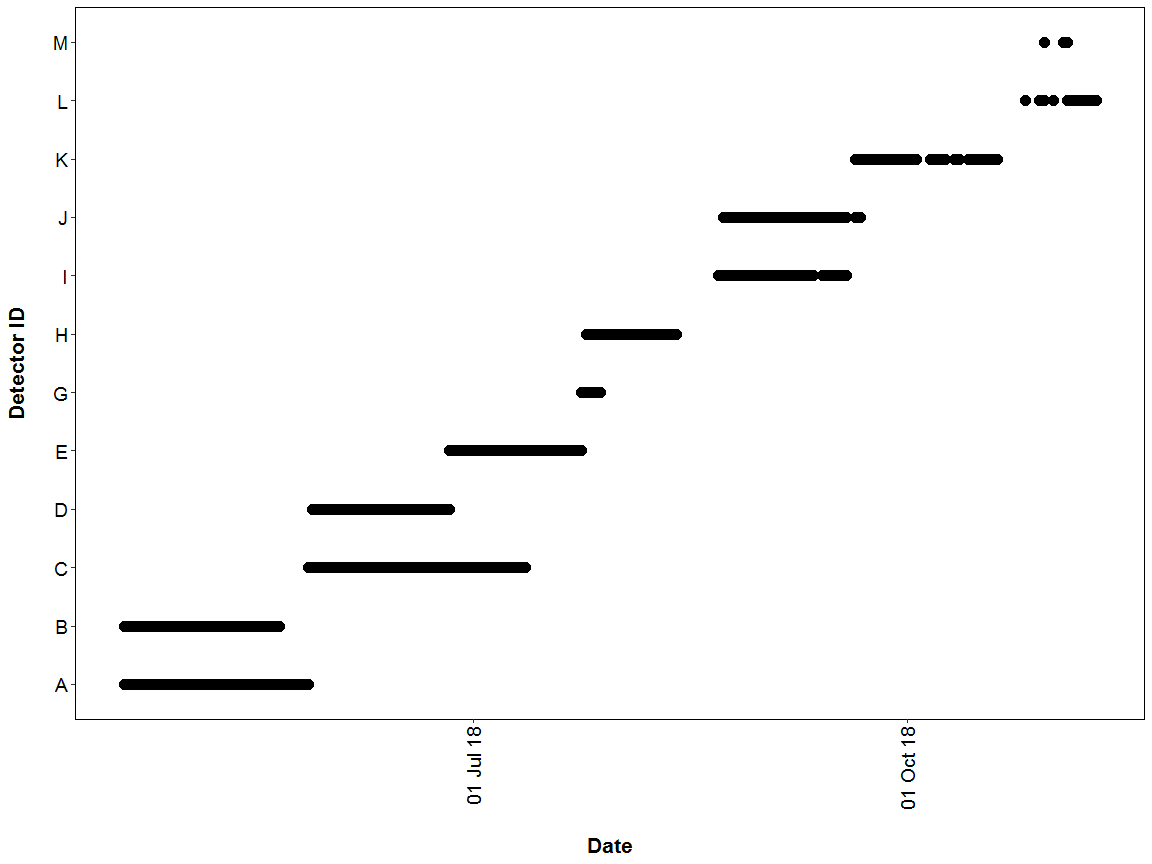 Detector ID
M
L
K
J
I
H
G
E
D
C
B
A
01 Jul 18
01 Oct 18
Date